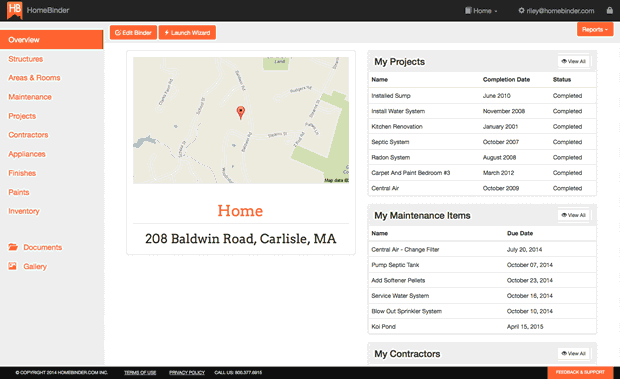 HB HomeBinder
Home
rliey@homebinder.com
Overview
Structures
Areas & Rooms
Maintenance
Projects
Contractors
Appliances
Finishes
Paints
Inventory
Documents
Gallery
Edit Binder
Launch Wizard
Reports
Map data ©
Home
208 Baldwin Road, Carlisle, MA
My Projects
View All
Name Completion Date Status
Installed Sump June 2010 Completed
Install Water System November 2008 Completed
Kitchen Renovation January 2001 Completed
Septic System October 2007 Completed
Radon System August 2008 Completed
Carpet And Paint Bedroom #3 March 2012 Completed
Central Air October 2009 Completed
My Maintenance Items
View All
Name Due Date
Central Air - Change Filter July 20, 2014
Pump Septic Tank October 07, 2014
Add Softener Pellets October 23, 2014
Service Water System October 16, 2014
Blow Out Sprinkler System October 10, 2014
Koi Pond April 15, 2015
My Contractors
View All
© COPYRIGHT 2014 HOMEBINDER.COM INC. TERMS OF USE PRIVACY POLICY CALL US: 800.377.6915
FEEDBACK & SUPPORT